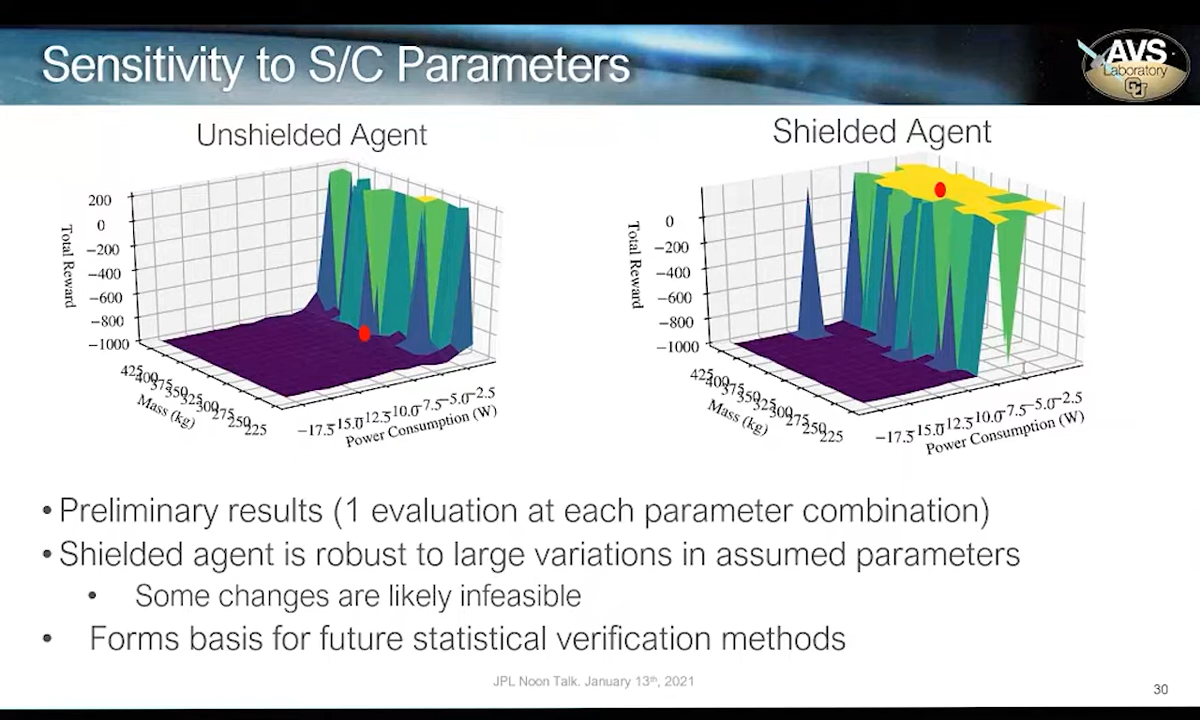 Sensitivity to S/C Parameters
AVS
Laboratory
CU
Unshielded Agent
200
0
−200
−400
−600
−800
−1000
Total Reward
425
400
375
350
325
300
275
250
225
Mass (kg)
−17.5
−15.0
−12.5
−10.0
−7.5
−5.0
−2.5
Power Consumption (W)
Shielded Agent
0
−200
−400
−600
−800
−1000
Total Reward
425
400
375
350
325
300
275
250
225
Mass (kg)
−17.5
−15.0
−12.5
−10.0
−7.5
−5.0
−2.5
Power Consumption (W)
• Preliminary results (1 evaluation at each parameter combination)
• Shielded agent is robust to large variations in assumed parameters
• Some changes are likely infeasible
• Forms basis for future statistical verification methods
JPL Noon Talk. January 13th, 2021
30